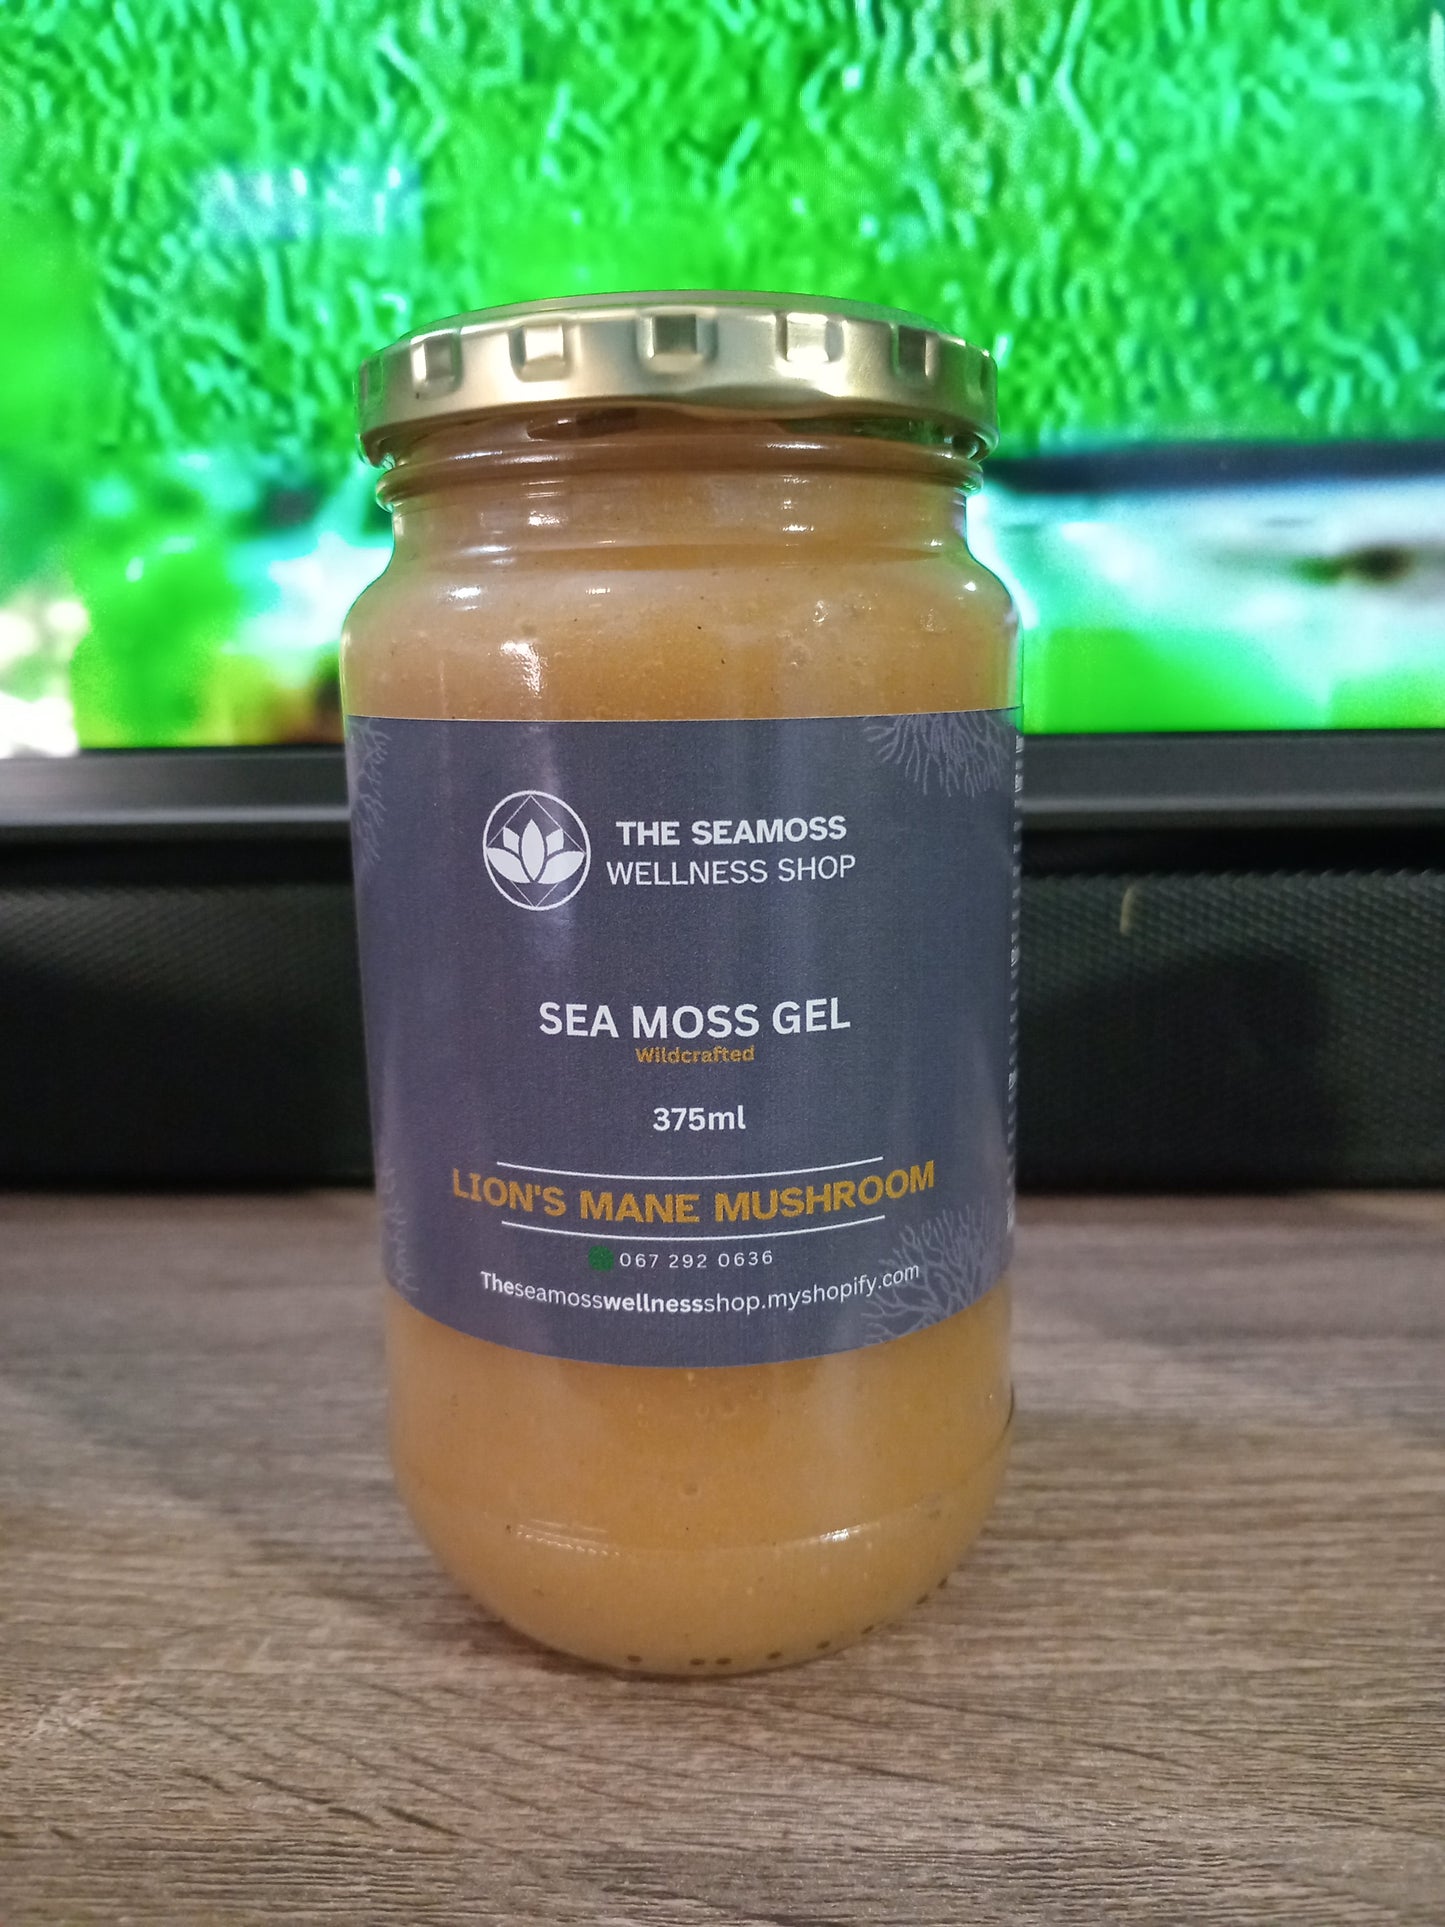 THE SEAMOSS
WELLNESS SHOP
SEA MOSS GEL
Wildcrafted
375ml
LION'S MANE MUSHROOM
067 292 0636
Theseamosswellnessshop.myshopify.com